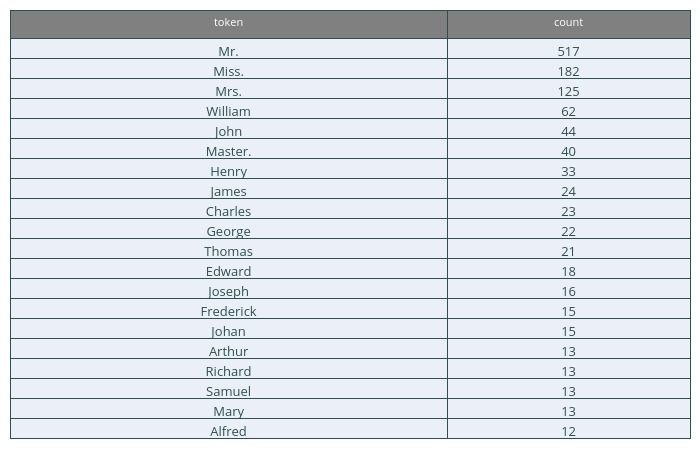 token count
Mr. 517
Miss. 182
Mrs. 125
William 62
John 44
Master. 40
Henry 33
James 24
Charles 23
George 22
Thomas 21
Edward 18
Joseph 16
Frederick 15
Johan 15
Arthur 13
Richard 13
Samuel 13
Mary 13
Alfred 12